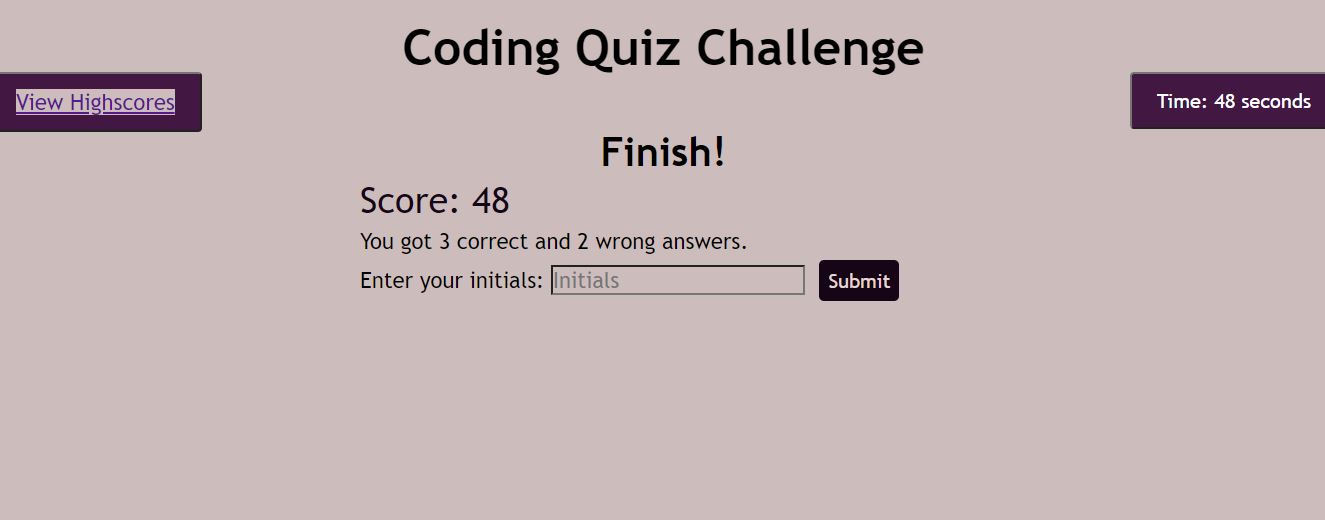 Coding Quiz Challenge
View Highscores
Time: 48 seconds
Finish!
Score: 48
You got 3 correct and 2 wrong answers.
Enter your initials: Initials Submit